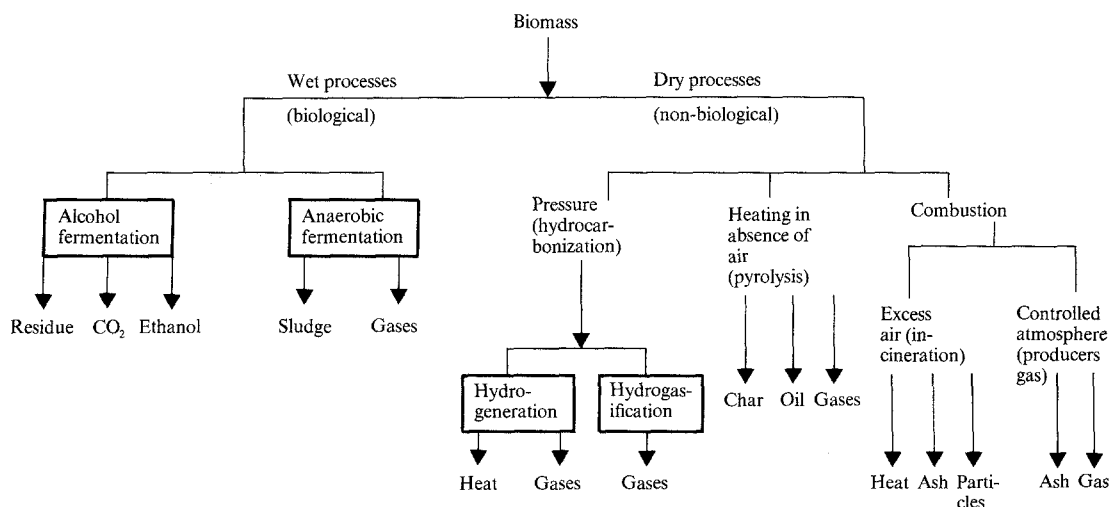 Biomass
Wet processes
(biological)
Dry processes
(non-biological)
Alcohol
fermentation
Anaerobic
fermentation
Pressure
(hydrocar-
bonization)
Heating in
absence of
air
(pyrolysis)
Combustion
Residue
CO₂
Ethanol
Sludge
Gases
Excess
air (in-
cineration)
Controlled
atmosphere
(producers
gas)
Hydro-
generation
Hydrogas-
ification
Char
Oil
Gases
Heat
Gases
Gases
Heat
Ash
Parti-
cles
Ash
Gas